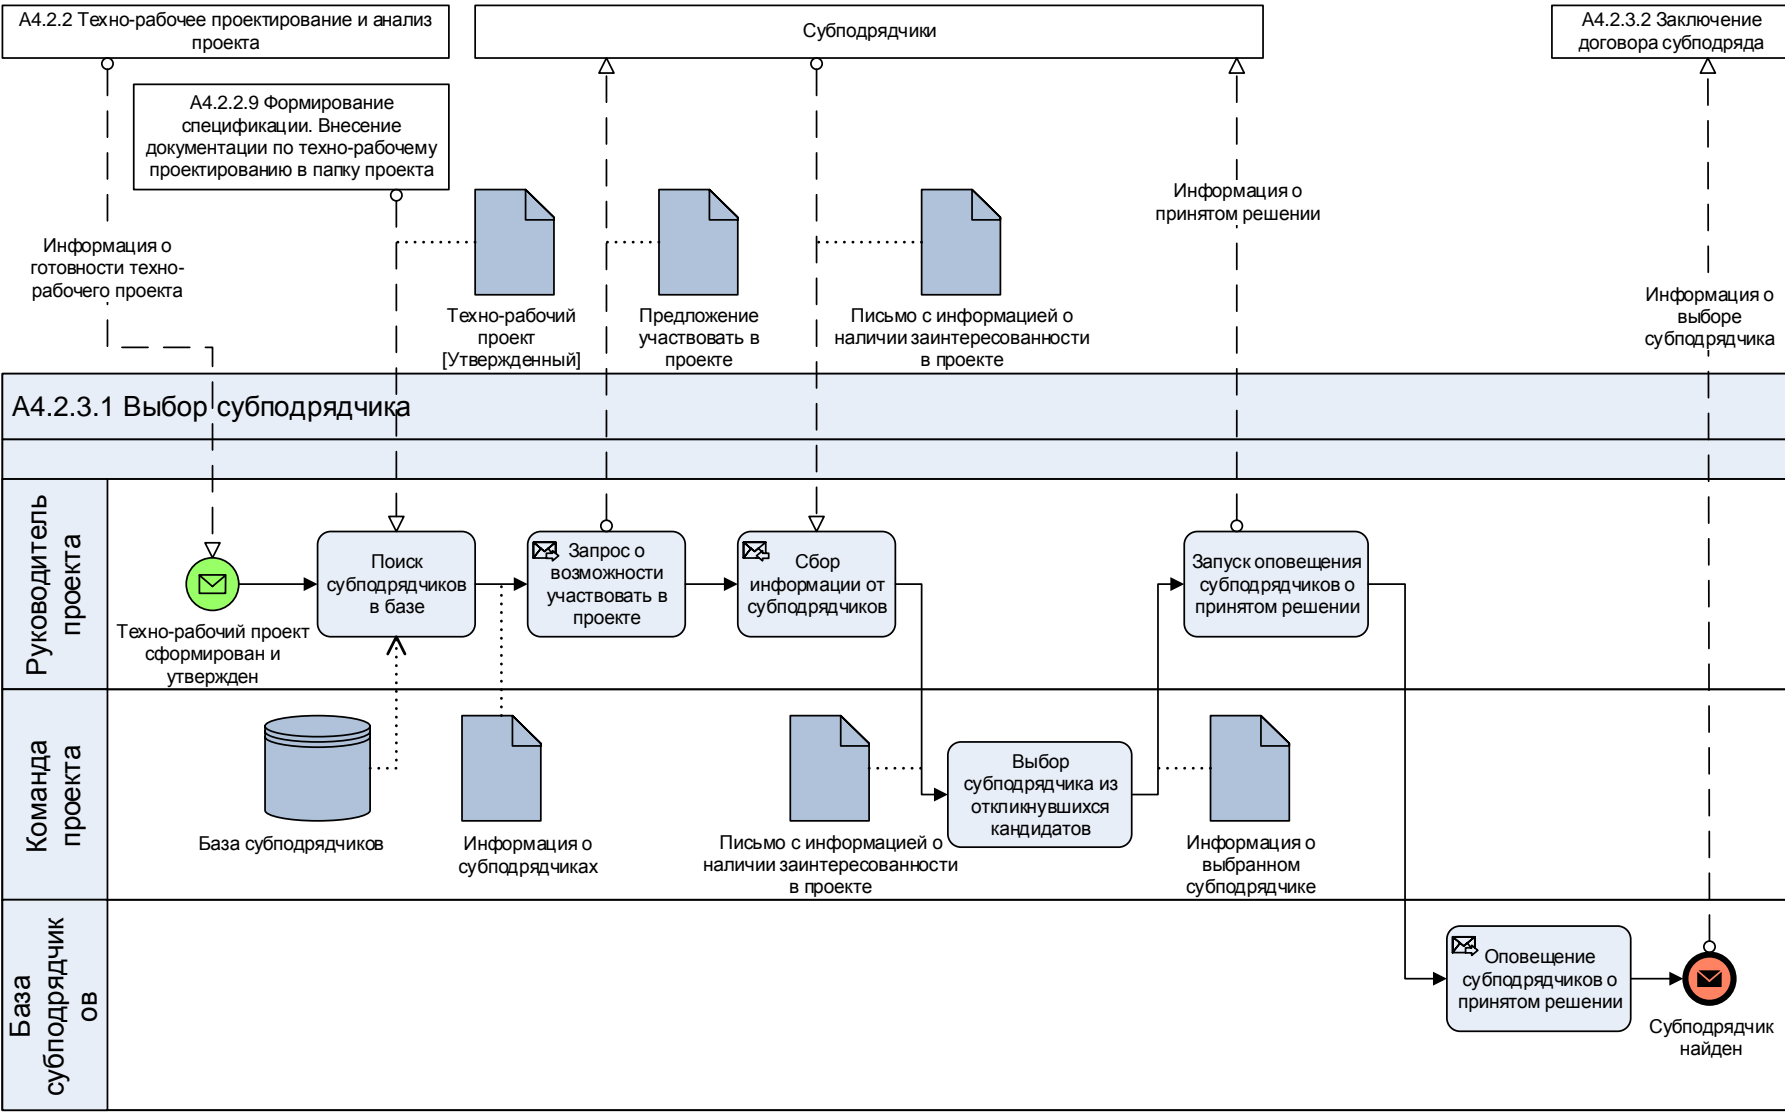 А4.2.2 Техно-рабочее проектирование и анализ
проекта
Субподрядчики
А4.2.3.2 Заключение
договора субподряда
А4.2.2.9 Формирование
спецификации. Внесение
документации по техно-рабочему
проектированию в папку проекта
Информация о
принятом решении
Информация о
готовности техно-
рабочего проекта
Техно-рабочий
проект
[Утвержденный]
Предложение
участвовать в
проекте
Письмо с информацией о
наличии заинтересованности
в проекте
Информация о
выборе
субподрядчика
А4.2.3.1 Выбор субподрядчика
Руководитель
проекта
Техно-рабочий проект
сформирован и
утвержден
Поиск
субподрядчиков
в базе
Запрос о
возможности
участвовать в
проекте
Сбор
информации от
субподрядчиков
Запуск оповещения
субподрядчиков о
принятом решении
Команда
проекта
База субподрядчиков
Информация о
субподрядчиках
Письмо с информацией о
наличии заинтересованности
в проекте
Выбор
субподрядчика из
откликнувшихся
кандидатов
Информация о
выбранном
субподрядчике
База
субподрядчик
ов
Оповещение
субподрядчиков о
принятом решении
Субподрядчик
найден